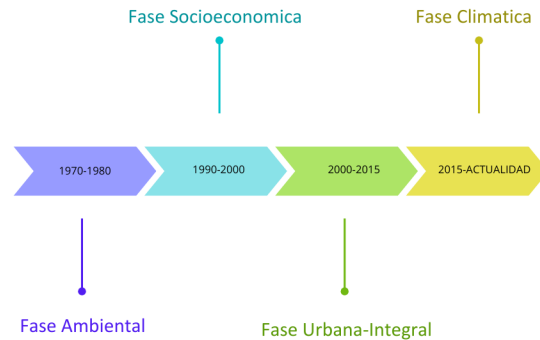 Fase Socioeconomica
Fase Climatica
1970-1980
1990-2000
2000-2015
2015-ACTUALIDAD
Fase Ambiental
Fase Urbana-Integral